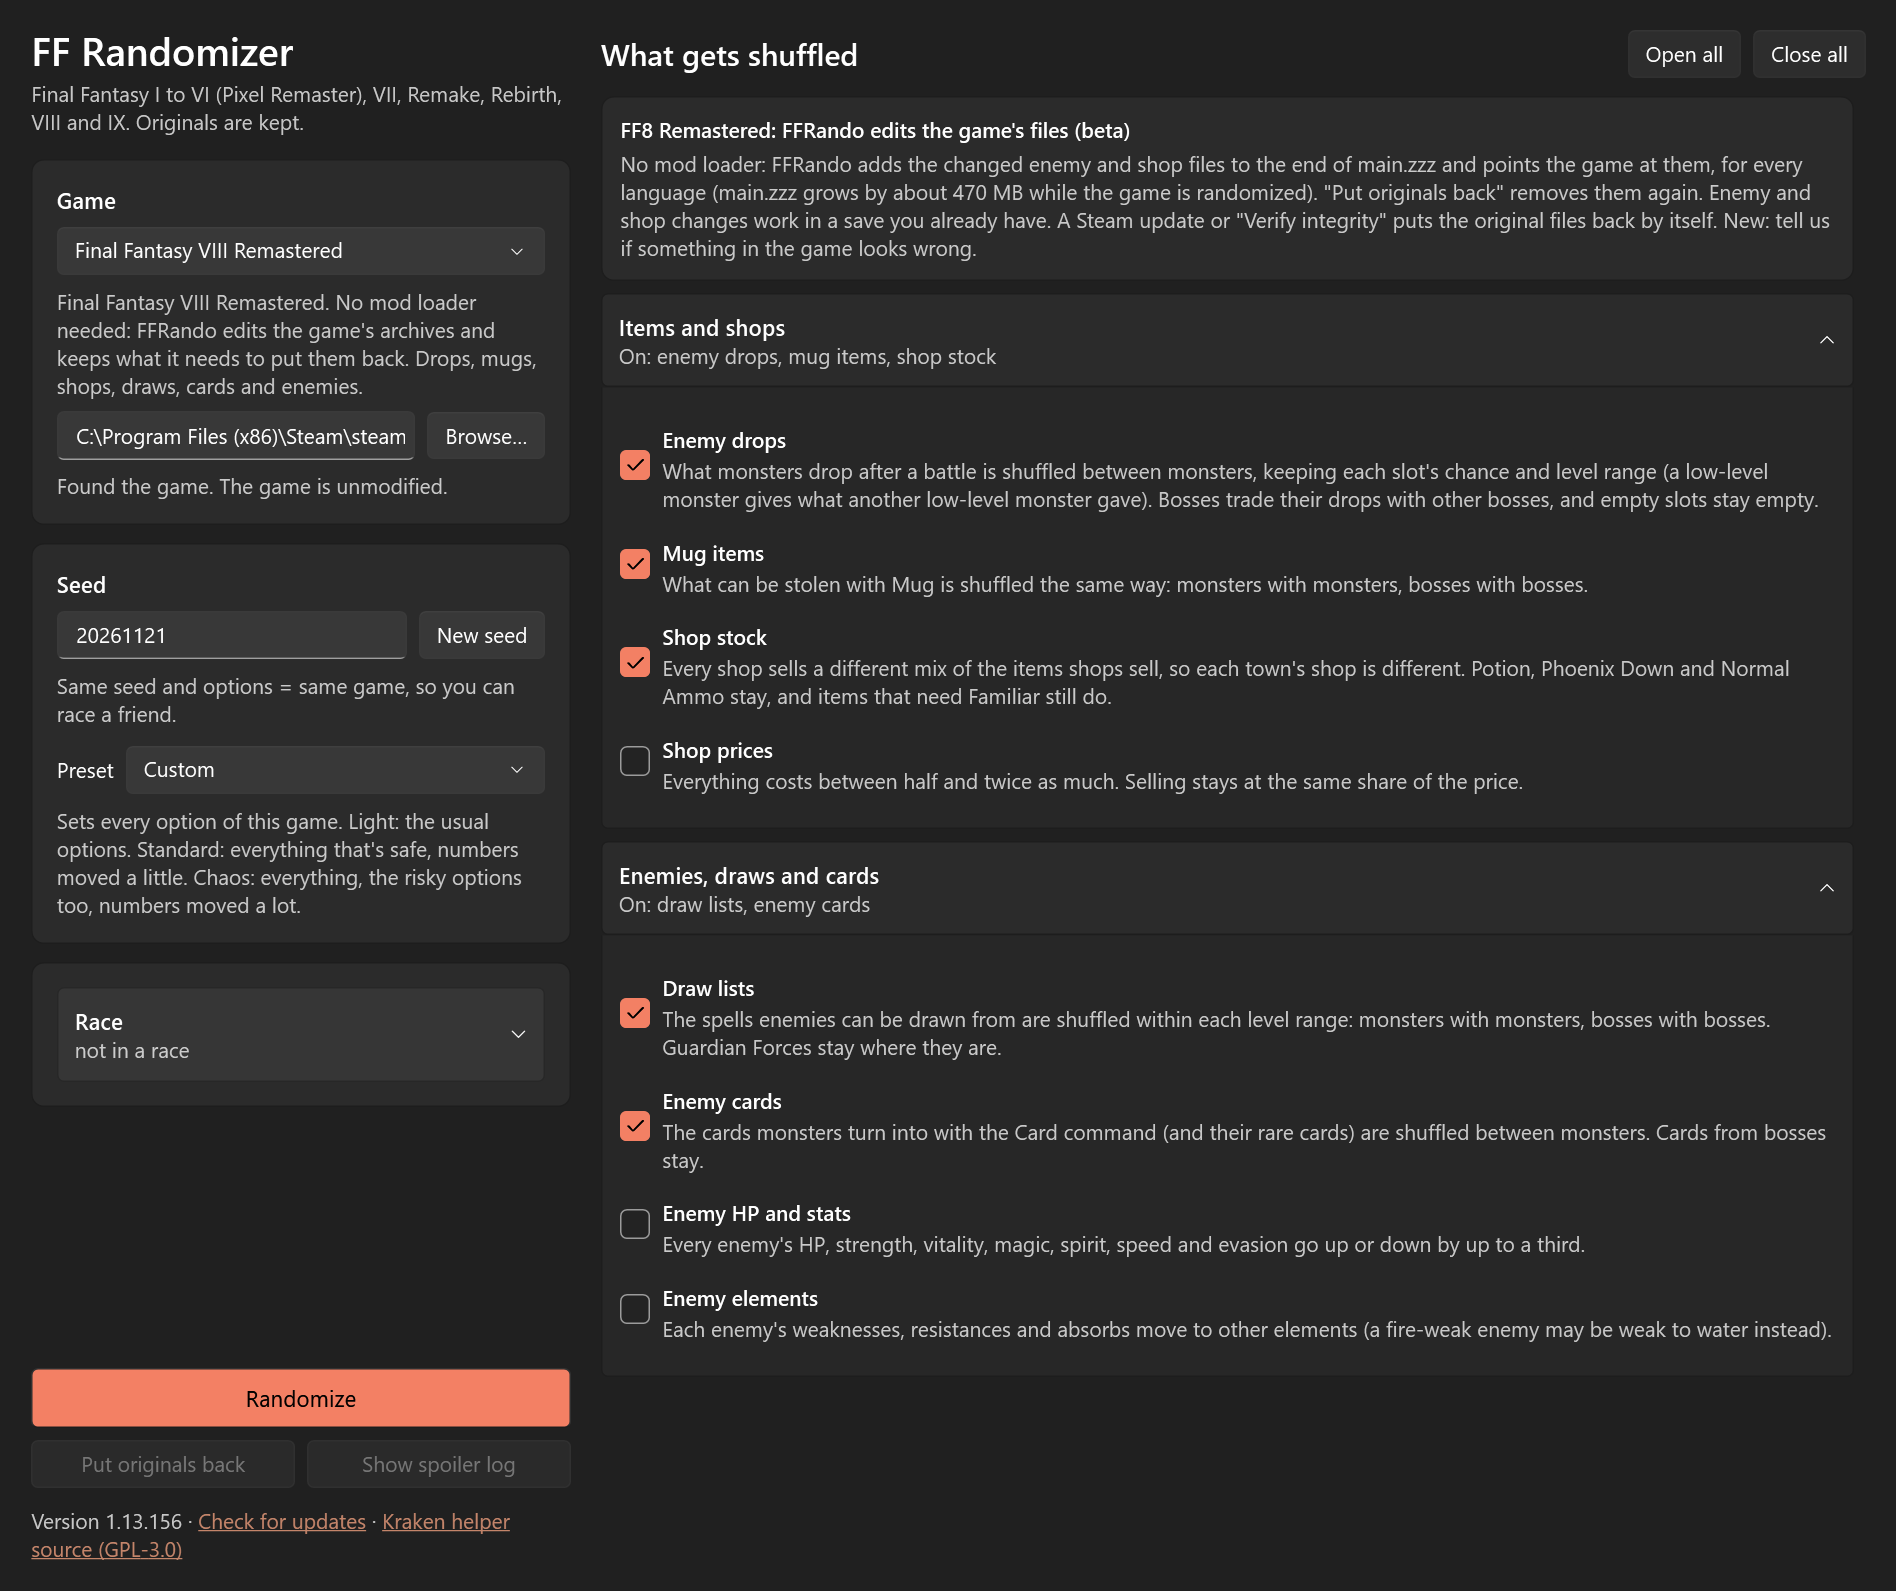 FF Randomizer
Final Fantasy I to VI (Pixel Remaster), VII, Remake, Rebirth,
VIII and IX. Originals are kept.
Game
Final Fantasy VIII Remastered
Final Fantasy VIII Remastered. No mod loader
needed: FFRando edits the game's archives and
keeps what it needs to put them back. Drops, mugs,
shops, draws, cards and enemies.
C:\Program Files (x86)\Steam\steam
Browse...
Found the game. The game is unmodified.
Seed
20261121
New seed
Same seed and options = same game, so you can
race a friend.
Preset
Custom
Sets every option of this game. Light: the usual
options. Standard: everything that's safe, numbers
moved a little. Chaos: everything, the risky options
too, numbers moved a lot.
Race
not in a race
Randomize
Put originals back
Show spoiler log
Version 1.13.156 · Check for updates · Kraken helper
source (GPL-3.0)
What gets shuffled
Open all
Close all
FF8 Remastered: FFRando edits the game's files (beta)
No mod loader: FFRando adds the changed enemy and shop files to the end of main.zzz and points the game at them, for every
language (main.zzz grows by about 470 MB while the game is randomized). "Put originals back" removes them again. Enemy and
shop changes work in a save you already have. A Steam update or "Verify integrity" puts the original files back by itself. New: tell us
if something in the game looks wrong.
Items and shops
On: enemy drops, mug items, shop stock
Enemy drops
What monsters drop after a battle is shuffled between monsters, keeping each slot's chance and level range (a low-level
monster gives what another low-level monster gave). Bosses trade their drops with other bosses, and empty slots stay empty.
Mug items
What can be stolen with Mug is shuffled the same way: monsters with monsters, bosses with bosses.
Shop stock
Every shop sells a different mix of the items shops sell, so each town's shop is different. Potion, Phoenix Down and Normal
Ammo stay, and items that need Familiar still do.
Shop prices
Everything costs between half and twice as much. Selling stays at the same share of the price.
Enemies, draws and cards
On: draw lists, enemy cards
Draw lists
The spells enemies can be drawn from are shuffled within each level range: monsters with monsters, bosses with bosses.
Guardian Forces stay where they are.
Enemy cards
The cards monsters turn into with the Card command (and their rare cards) are shuffled between monsters. Cards from bosses
stay.
Enemy HP and stats
Every enemy's HP, strength, vitality, magic, spirit, speed and evasion go up or down by up to a third.
Enemy elements
Each enemy's weaknesses, resistances and absorbs move to other elements (a fire-weak enemy may be weak to water instead).